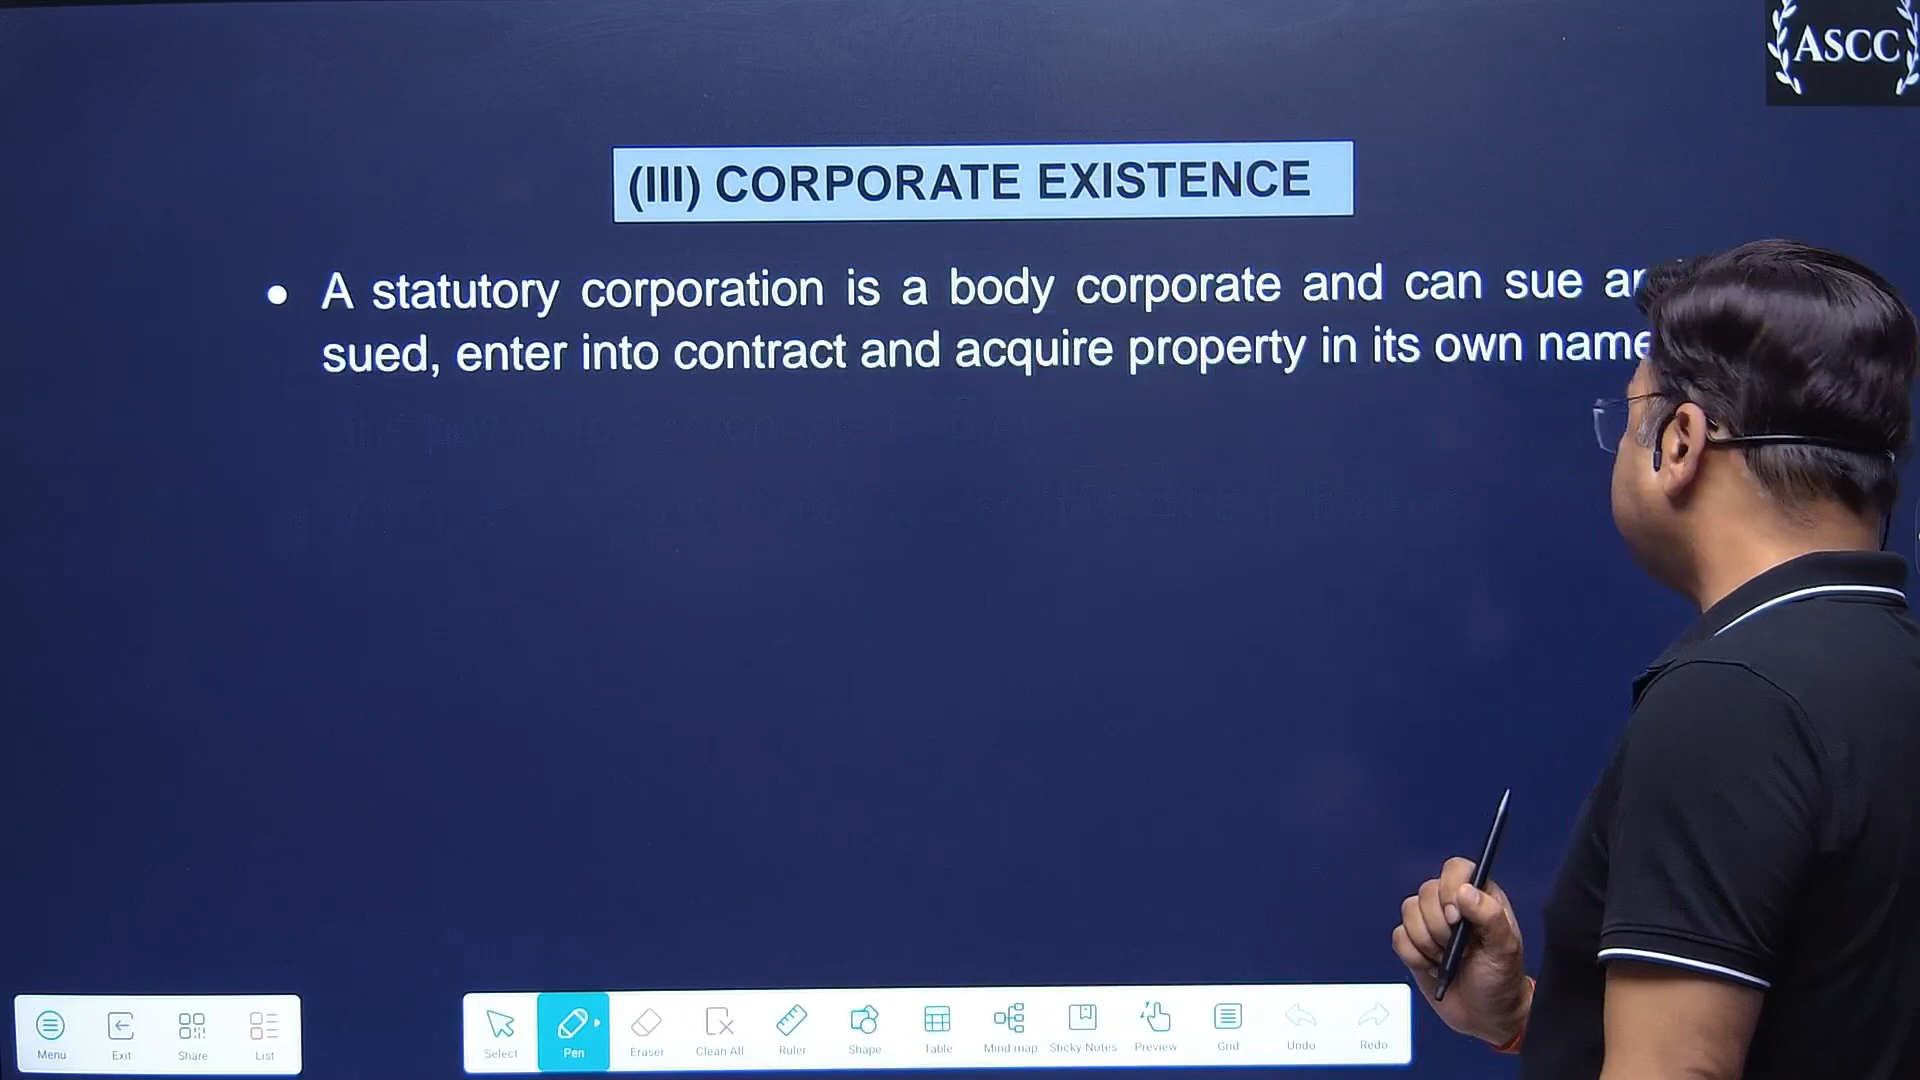 ASCC
(III) CORPORATE EXISTENCE
• A statutory corporation is a body corporate and can sue
sued, enter into contract and acquire property in its own name
Menu Exit Share List
Select Pen Eraser Clean All Ruler Shape Table Mind map Sticky-Notes Preview Grid Undo Redo